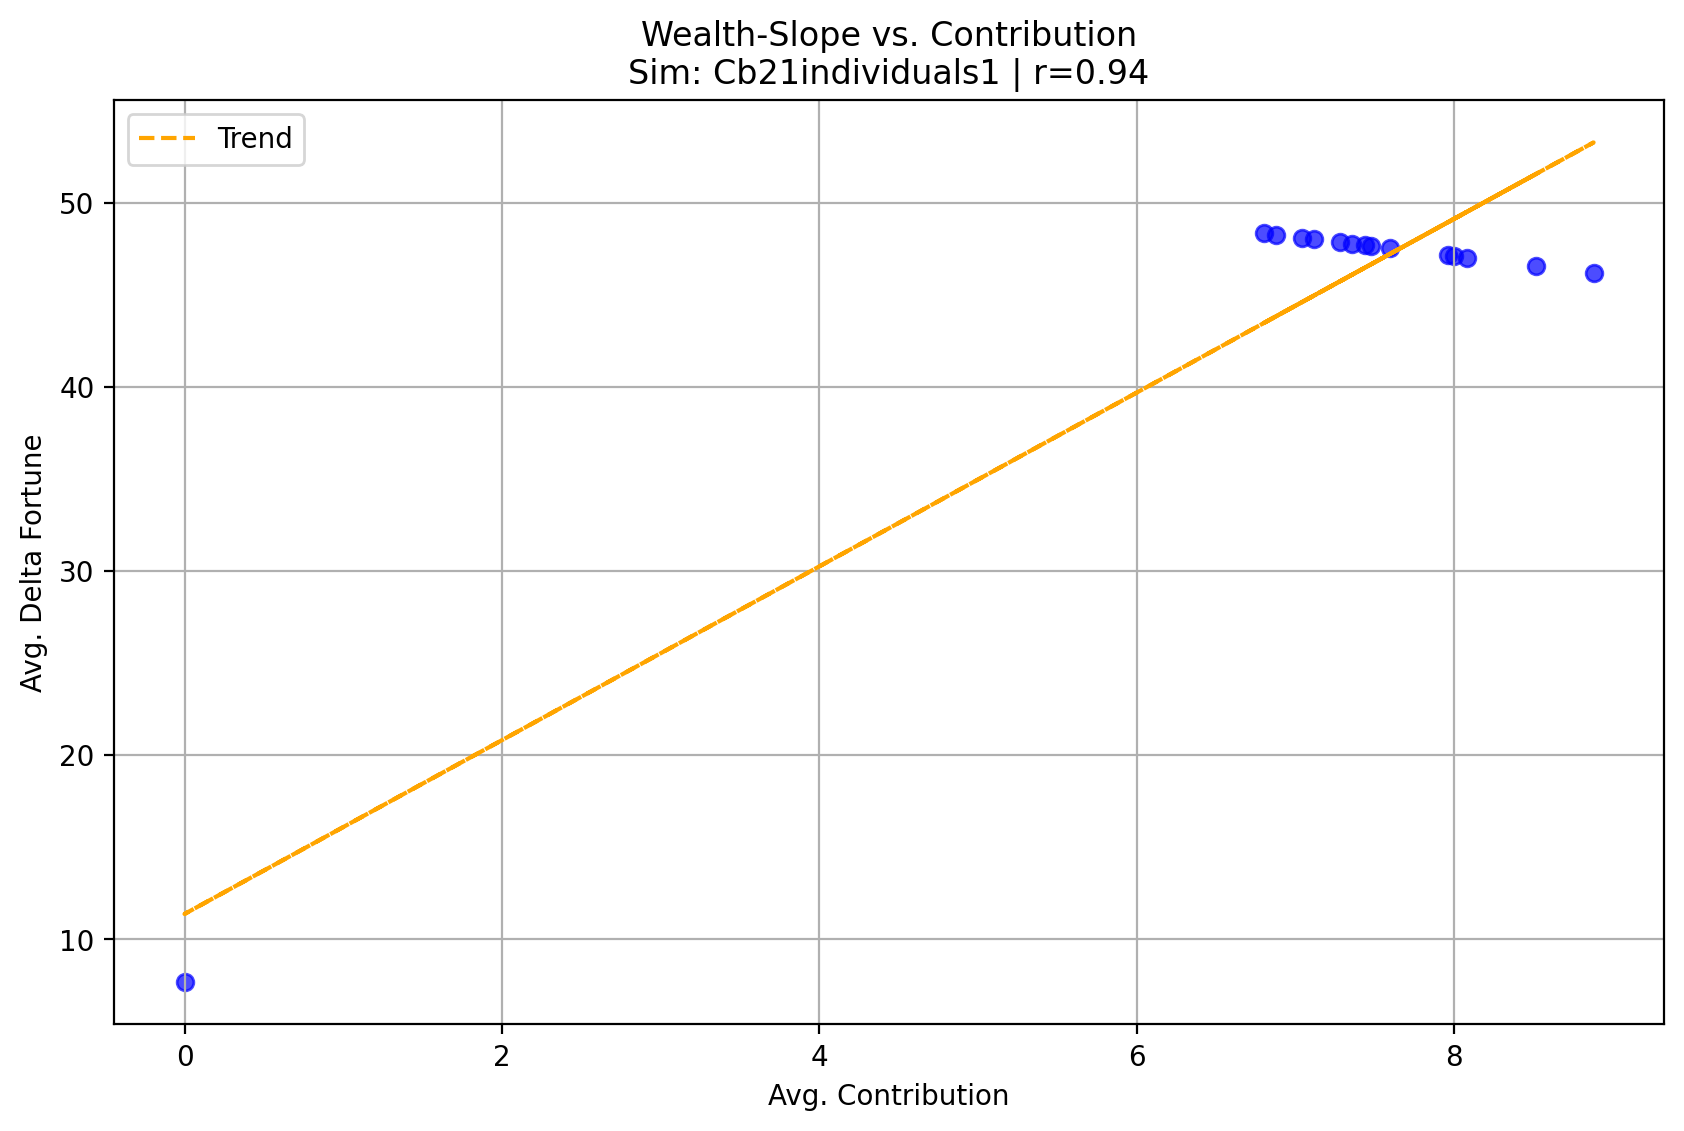 Wealth-Slope vs. Contribution
Sim: Cb21individuals1 | r=0.94
Trend
50
40
30
20
10
Avg. Delta Fortune
0
2
4
6
8
Avg. Contribution